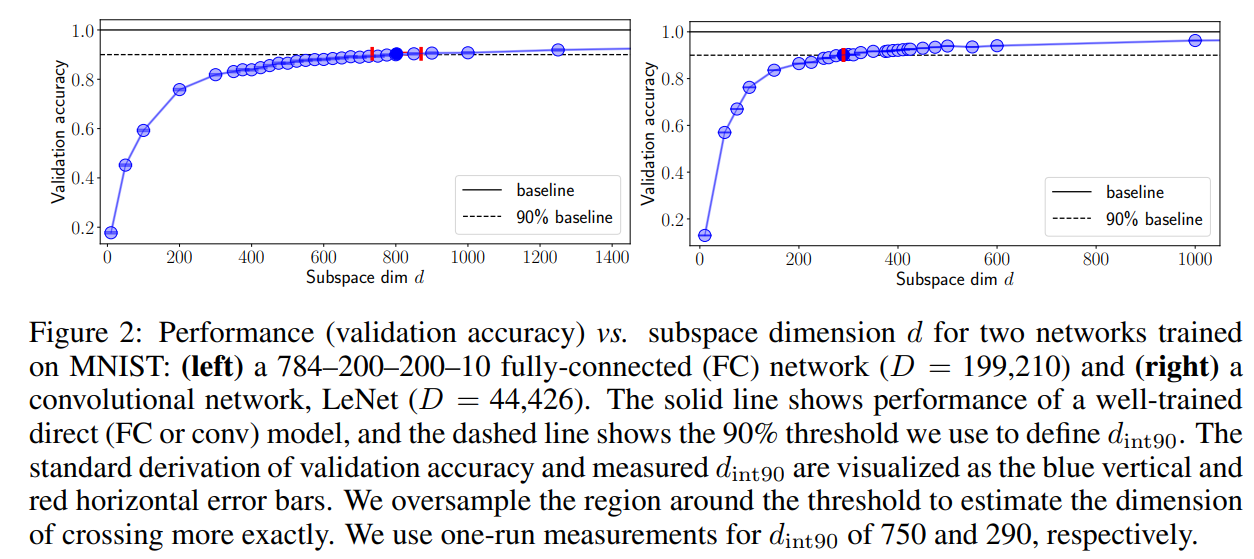 1.0
0.8
0.6
0.4
0.2
Validation accuracy
0 200 400 600 800 1000 1200 1400
Subspace dim d
baseline
90% baseline
1.0
0.8
0.6
0.4
0.2
Validation accuracy
0 200 400 600 800 1000
Subspace dim d
baseline
90% baseline
Figure 2: Performance (validation accuracy) vs. subspace dimension d for two networks trained
on MNIST: (left) a 784–200–200–10 fully-connected (FC) network (D = 199,210) and (right) a
convolutional network, LeNet (D = 44,426). The solid line shows performance of a well-trained
direct (FC or conv) model, and the dashed line shows the 90% threshold we use to define dint90. The
standard derivation of validation accuracy and measured dint90 are visualized as the blue vertical and
red horizontal error bars. We oversample the region around the threshold to estimate the dimension
of crossing more exactly. We use one-run measurements for dint90 of 750 and 290, respectively.